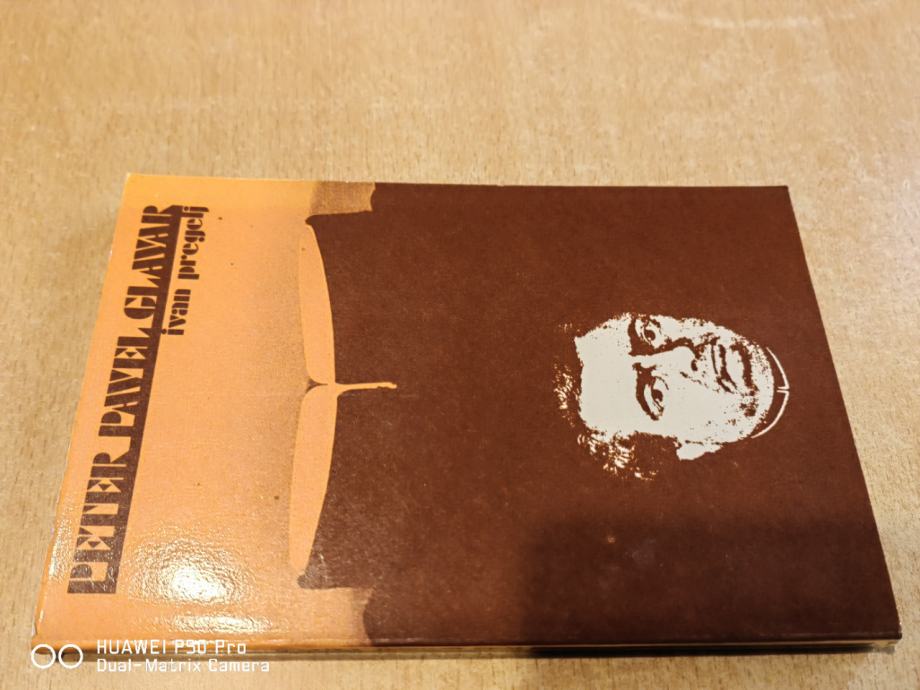 PETER PAVEL GLAVAR
ivan pregelj
HUAWEI P30 Pro
Dual-Matrix Camera